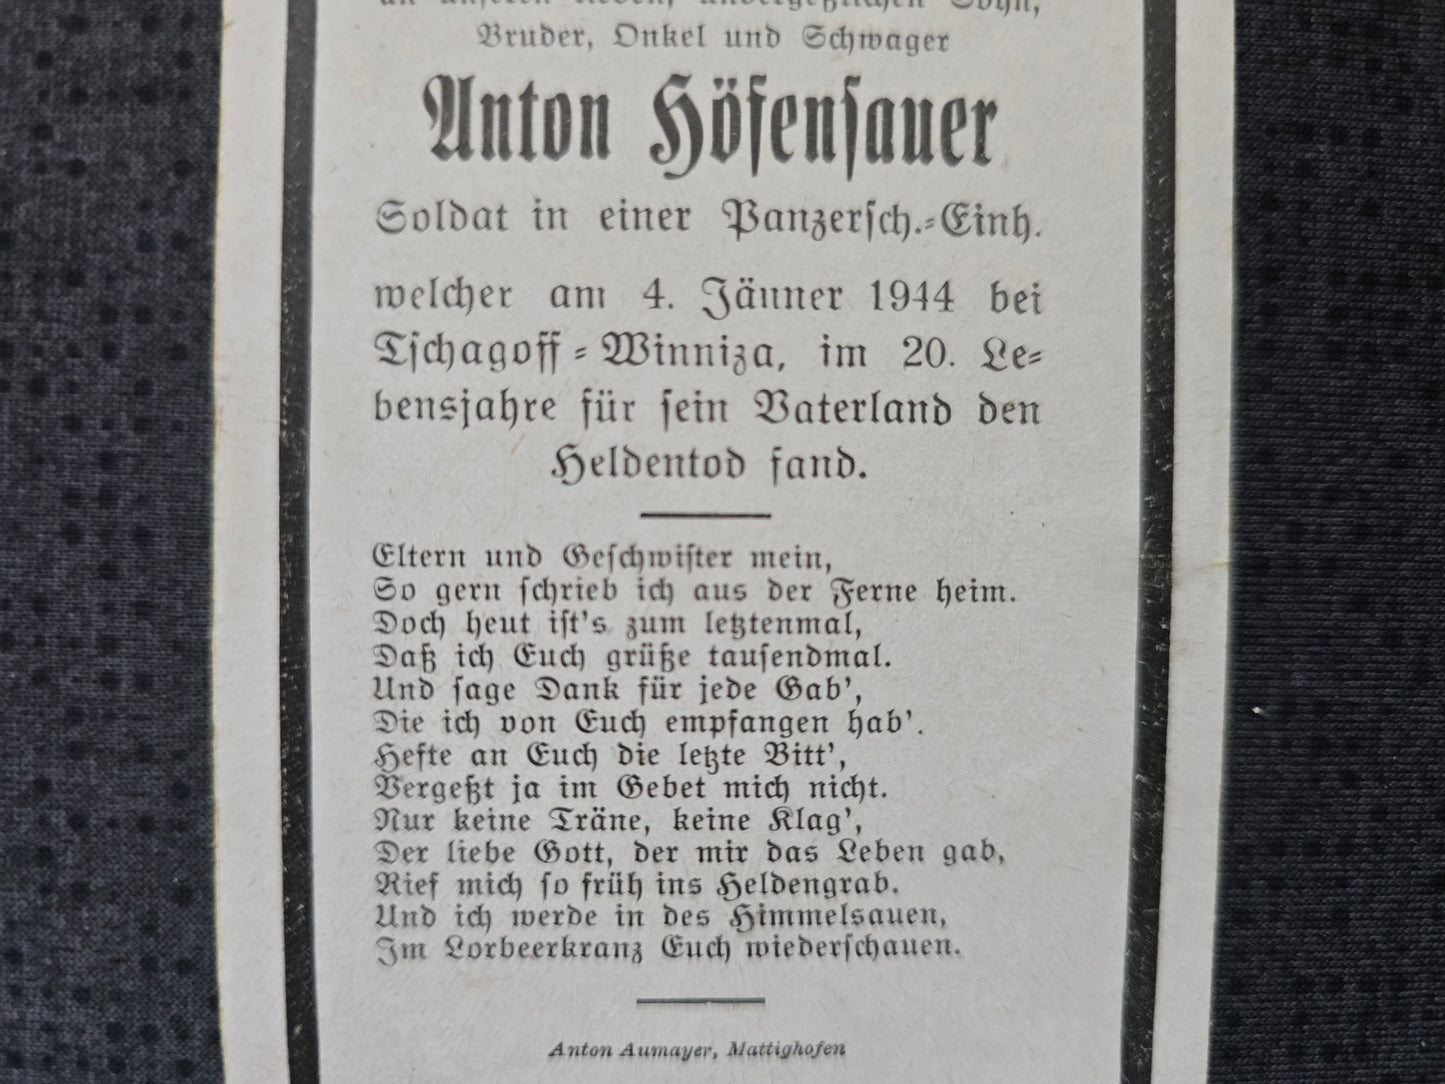 an unseren lieben, unvergeßlichen Sohn,
Bruder, Onkel und Schwager
Anton Höfensauer
Soldat in einer Panzersch.-Einh.
welcher am 4. Jänner 1944 bei
Tschagoff-Winniza, im 20. Le-
bensjahre für sein Vaterland den
Heldentod fand.
Eltern und Geschwister mein,
So gern schrieb ich aus der Ferne heim.
Doch heut ist's zum letztenmal,
Daß ich Euch grüße tausendmal.
Und sage Dank für jede Gab',
Die ich von Euch empfangen hab'.
Hefte an Euch die letzte Bitt',
Vergeßt ja im Gebet mich nicht.
Nur keine Träne, keine Klag',
Der liebe Gott, der mir das Leben gab,
Rief mich so früh ins Heldengrab.
Und ich werde in des Himmelsauen,
Im Lorbeerkranz Euch wiederschauen.
Anton Aumayer, Mattighofen